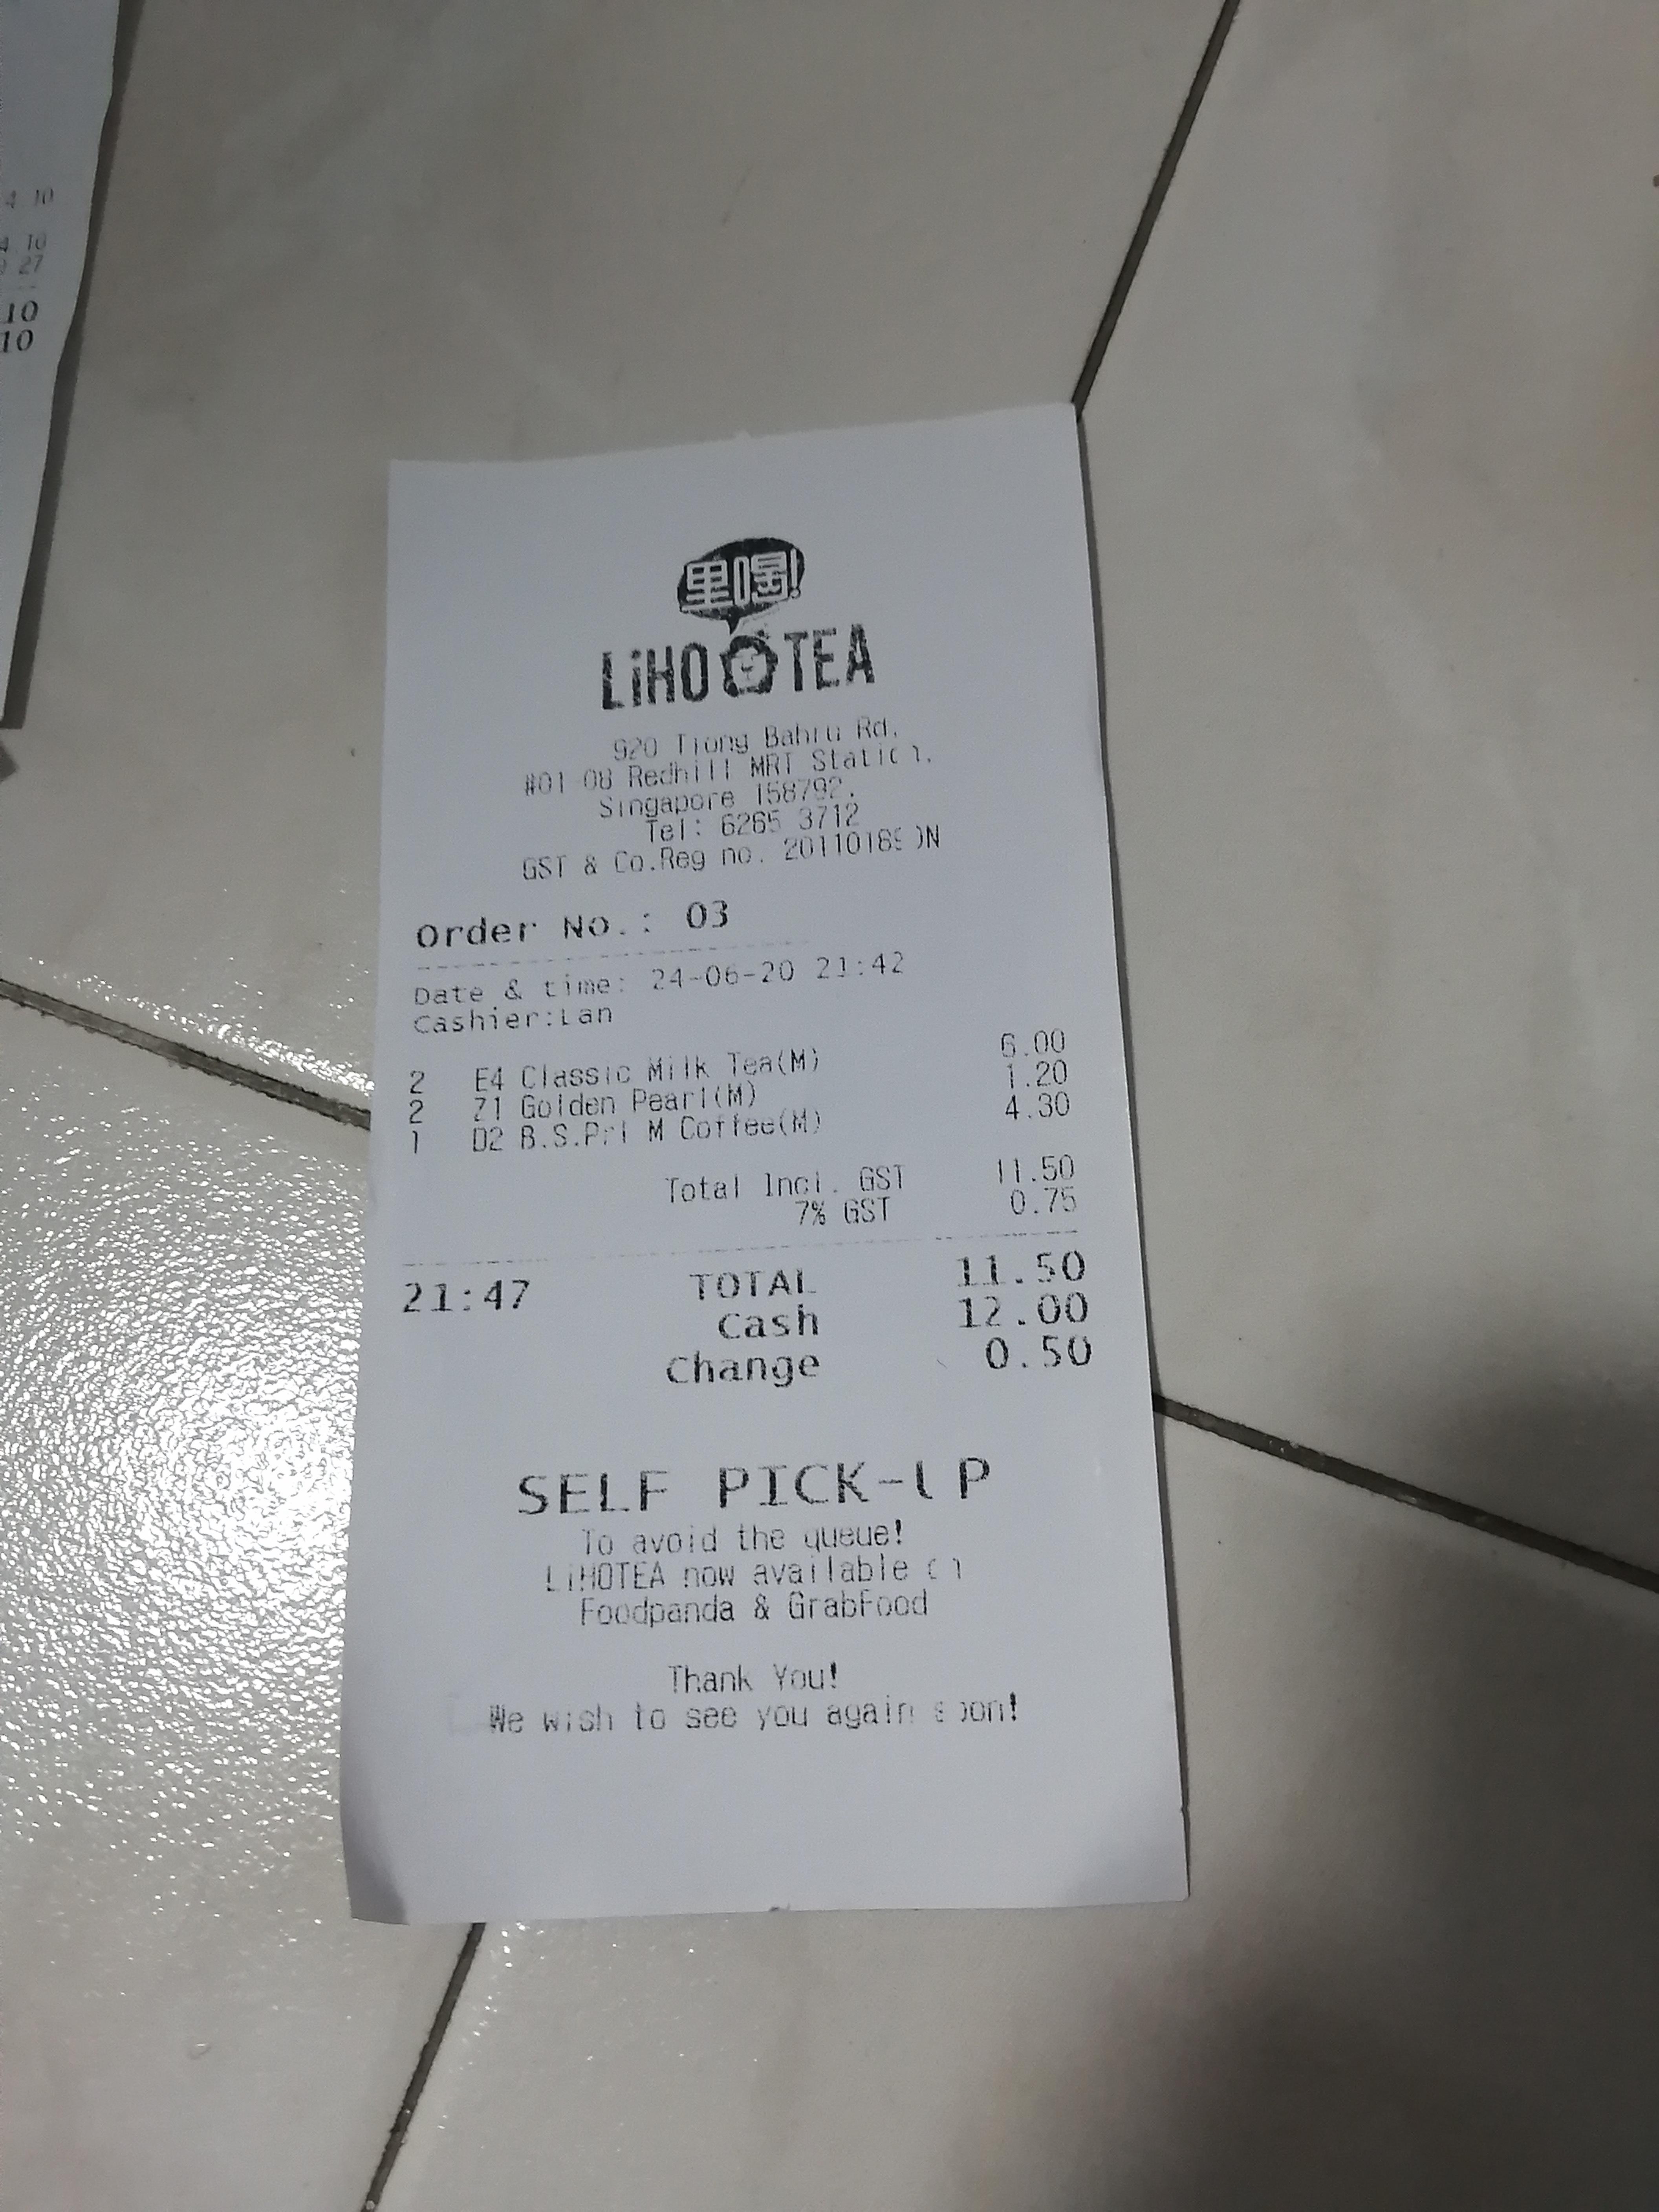 4.10
4.10
27
10
10
里喝!
LiHO TEA
920 Tiong Bahru Rd,
#01-08 Redhill MRT Station,
Singapore 158792.
Tel: 6265 3712
GST & Co.Reg no.
Order No.: 03
Date & time: 24-06-20 21:42
Cashier:Lan
2 E4 Classic Milk Tea(M) 6.00
2 Z1 Golden Pearl(M) 1.20
1 D2 B.S.Prl M Coffee(M) 4.30
Total Incl. GST 11.50
7% GST 0.75
21:47 TOTAL 11.50
Cash 12.00
Change 0.50
SELF PICK-UP
To avoid the queue!
LiHOTEA now available on
Foodpanda & GrabFood
Thank You!
We wish to see you again soon!